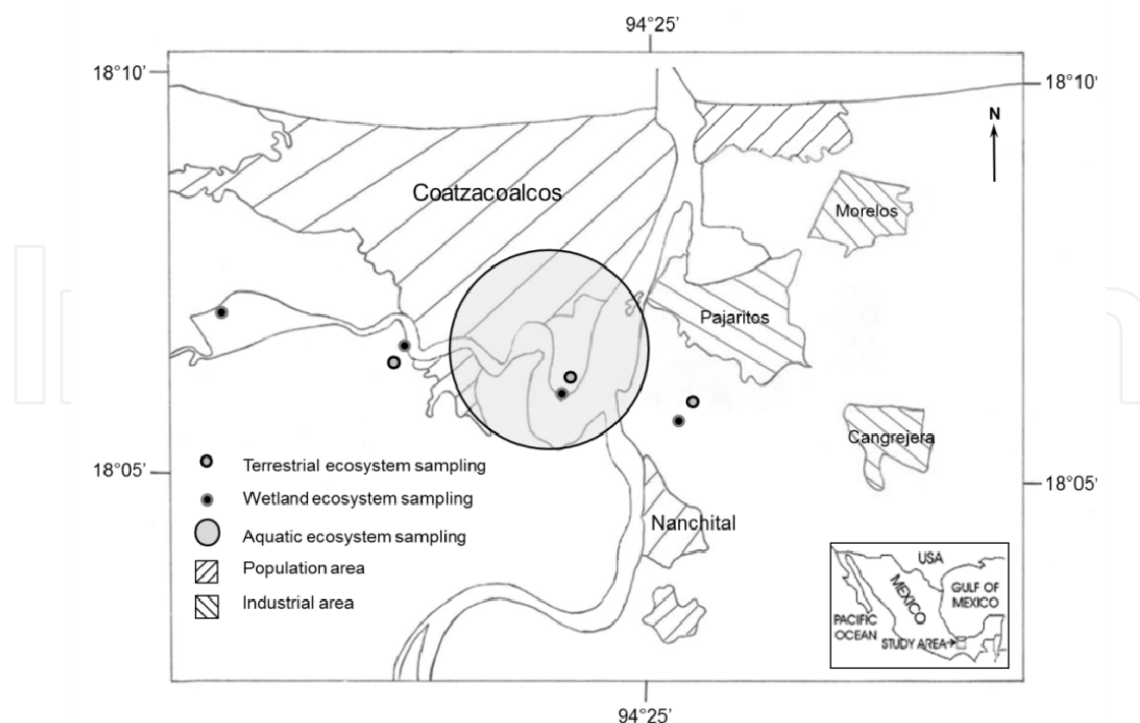 94°25'
18°10'
18°10'
N
Coatzacoalcos
Morelos
Pajaritos
Cangrejera
18°05'
18°05'
Terrestrial ecosystem sampling
Wetland ecosystem sampling
Aquatic ecosystem sampling
Population area
Industrial area
Nanchital
USA
MEXICO
GULF OF
MEXICO
PACIFIC
OCEAN
STUDY AREA
94°25'